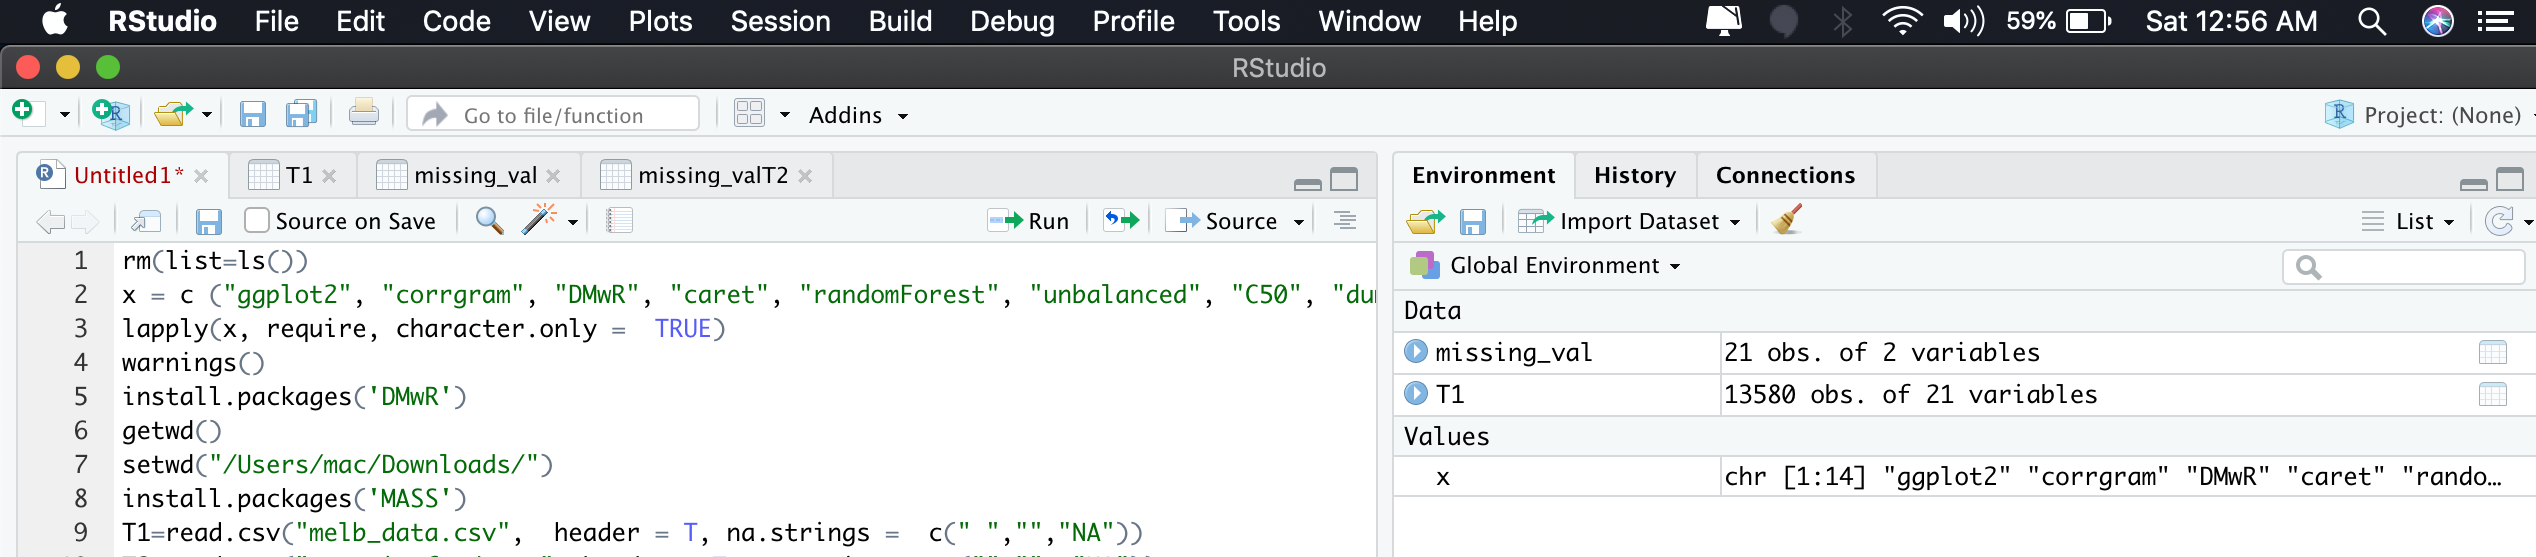 RStudio File Edit Code View Plots Session Build Debug Profile Tools Window Help 59% Sat 12:56 AM
RStudio
Go to file/function Addins Project: (None)
Untitled1* T1 missing_val missing_valT2
Source on Save Run Source
1 rm(list=ls())
2 x = c ("ggplot2", "corrgram", "DMwR", "caret", "randomForest", "unbalanced", "C50", "du
3 lapply(x, require, character.only =  TRUE)
4 warnings()
5 install.packages('DMwR')
6 getwd()
7 setwd("/Users/mac/Downloads/")
8 install.packages('MASS')
9 T1=read.csv("melb_data.csv",  header = T, na.strings =  c(" ","","NA"))
Environment History Connections
Import Dataset List
Global Environment
Data
missing_val 21 obs. of 2 variables
T1 13580 obs. of 21 variables
Values
x chr [1:14] "ggplot2" "corrgram" "DMwR" "caret" "rando…